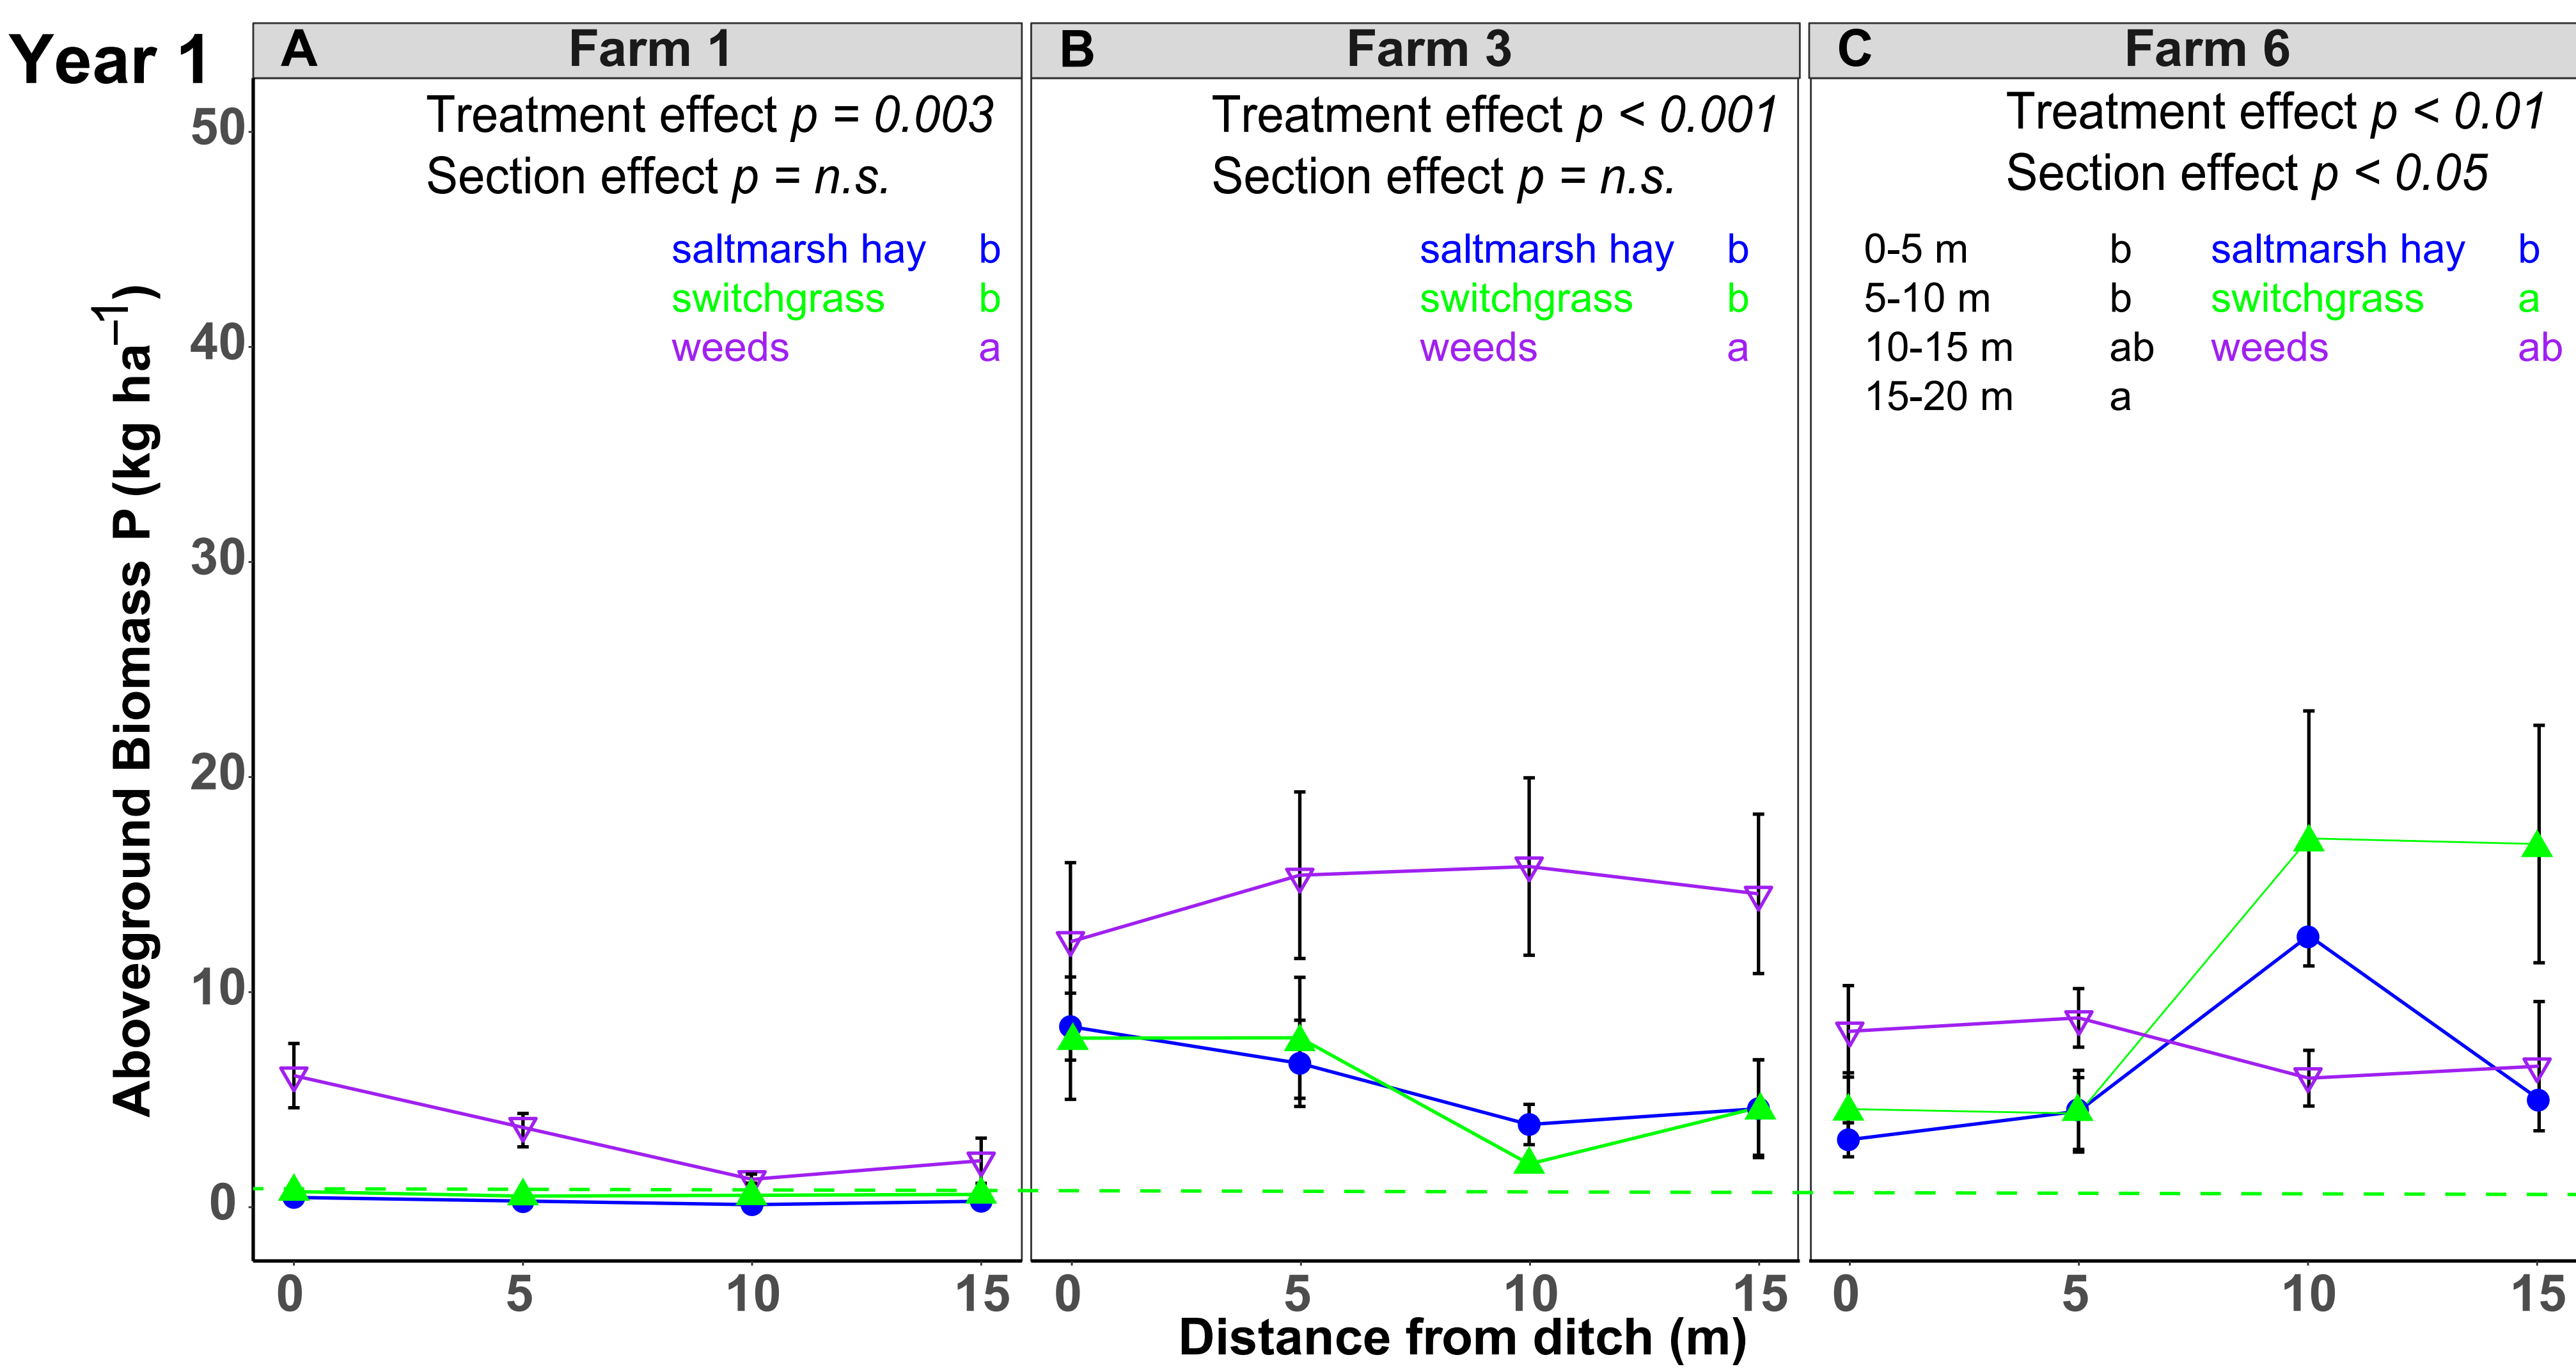 Year 1
A Farm 1
Treatment effect p = 0.003
Section effect p = n.s.
saltmarsh hay b
switchgrass b
weeds a
B Farm 3
Treatment effect p < 0.001
Section effect p = n.s.
saltmarsh hay b
switchgrass b
weeds a
C Farm 6
Treatment effect p < 0.01
Section effect p < 0.05
0-5 m b saltmarsh hay b
5-10 m b switchgrass a
10-15 m ab weeds ab
15-20 m a
Aboveground Biomass P (kg ha⁻¹)
50
40
30
20
10
0
0 5 10 15 0 5 10 15 0 5 10 15
Distance from ditch (m)